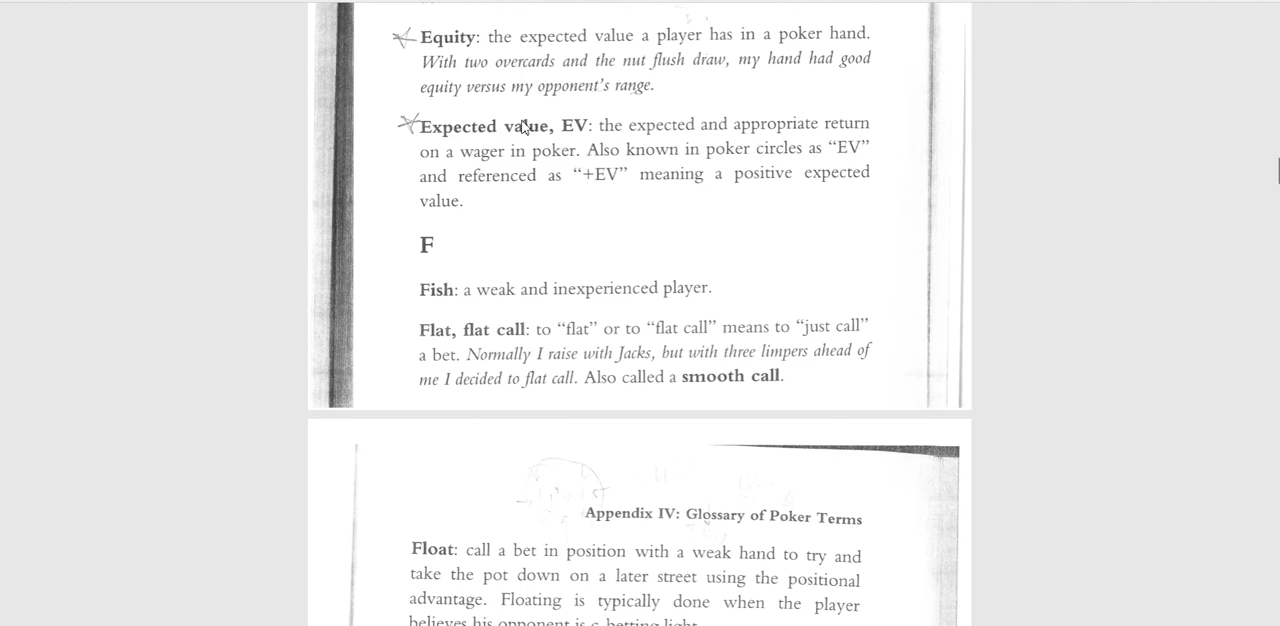 Equity: the expected value a player has in a poker hand.
With two overcards and the nut flush draw, my hand had good
equity versus my opponent's range.
Expected value, EV: the expected and appropriate return
on a wager in poker. Also known in poker circles as “EV”
and referenced as “+EV” meaning a positive expected
value.
F
Fish: a weak and inexperienced player.
Flat, flat call: to “flat” or to “flat call” means to “just call”
a bet. Normally I raise with Jacks, but with three limpers ahead of
me I decided to flat call. Also called a smooth call.
Appendix IV: Glossary of Poker Terms
Float: call a bet in position with a weak hand to try and
take the pot down on a later street using the positional
advantage. Floating is typically done when the player
believes his opponent is c-betting light.